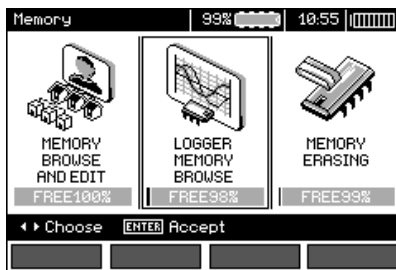 Memory 99% 10:55
MEMORY
BROWSE
AND EDIT
FREE100%
LOGGER
MEMORY
BROWSE
FREE98%
MEMORY
ERASING
FREE99%
Choose ENTER Accept